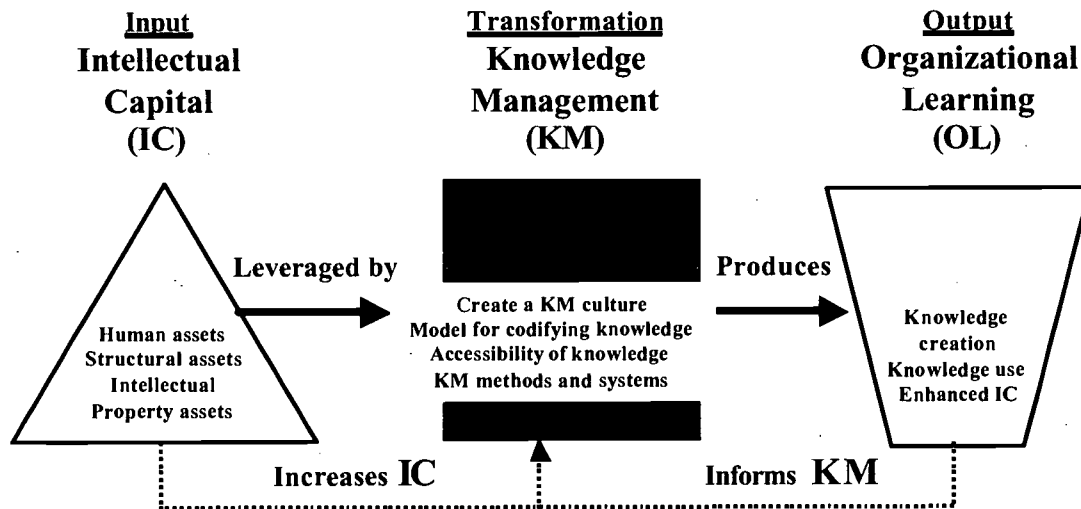 Input
Intellectual
Capital
(IC)
Transformation
Knowledge
Management
(KM)
Output
Organizational
Learning
(OL)
Leveraged by
Produces
Human assets
Structural assets
Intellectual
Property assets
Create a KM culture
Model for codifying knowledge
Accessibility of knowledge
KM methods and systems
Knowledge
creation
Knowledge use
Enhanced IC
Increases IC
Informs KM